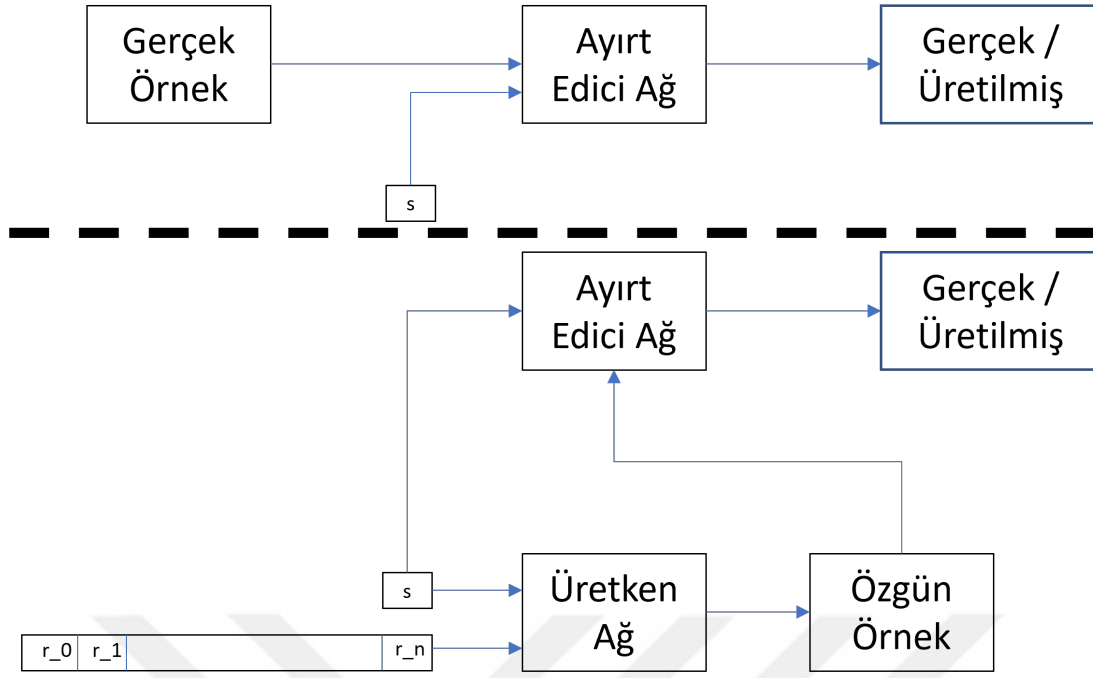 Gerçek
Örnek
Ayırt
Edici Ağ
Gerçek /
Üretilmiş
s
Ayırt
Edici Ağ
Gerçek /
Üretilmiş
s
Üretken
Ağ
Özgün
Örnek
r_0 r_1 r_n